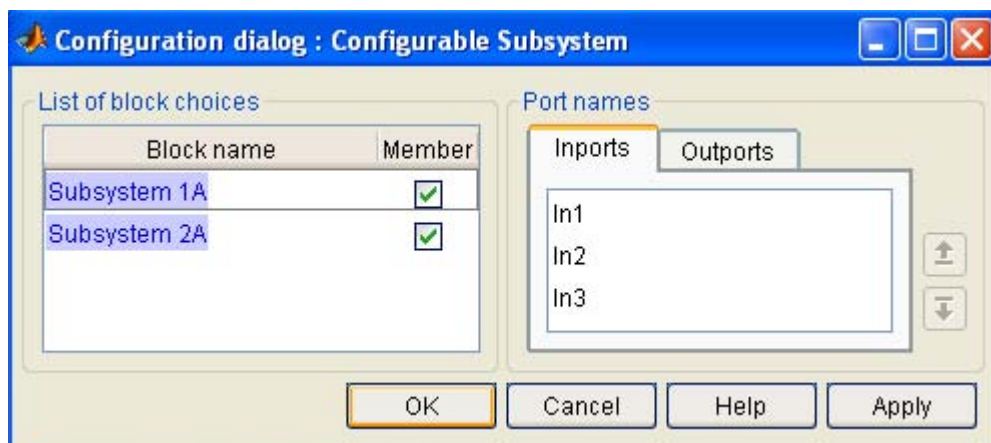 Configuration dialog : Configurable Subsystem
List of block choices
Block name Member
Subsystem 1A
Subsystem 2A
Port names
Inports Outports
In1
In2
In3
OK Cancel Help Apply